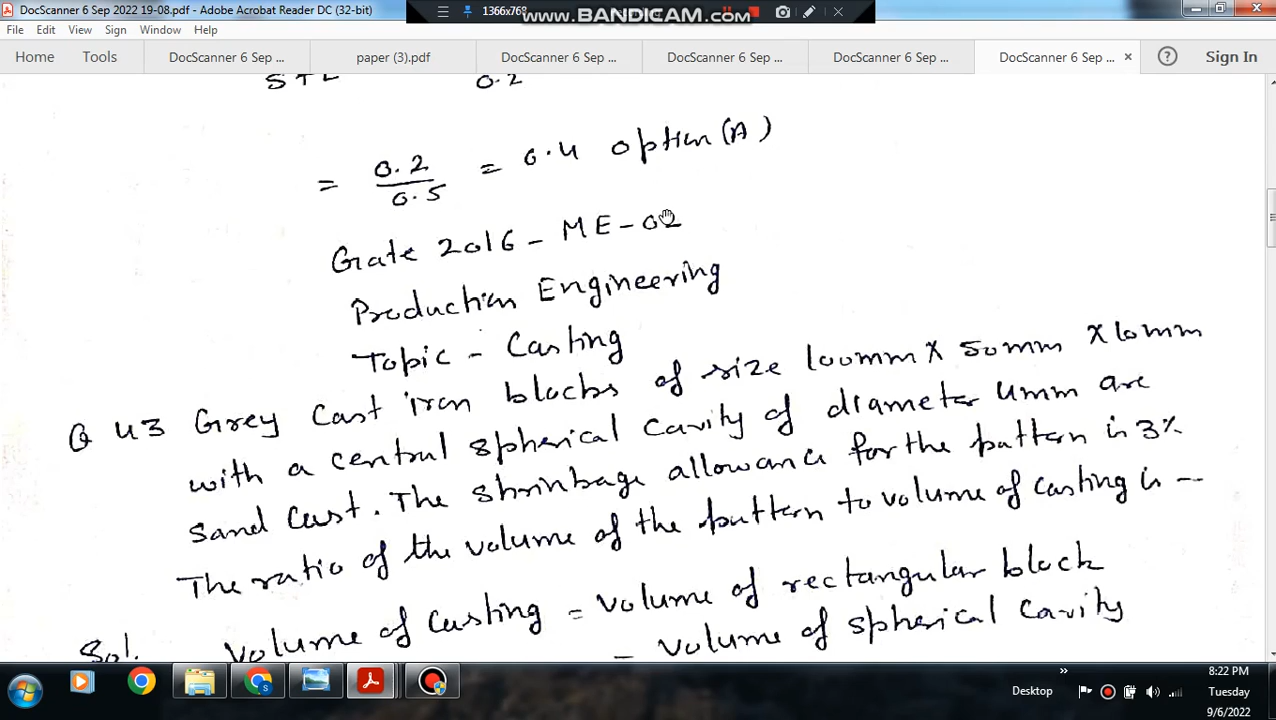 DocScanner 6 Sep 2022 19-08.pdf - Adobe Acrobat Reader DC (32-bit)
1366x768
www.BANDICAM.com
File Edit View Sign Window Help
Home Tools DocScanner 6 Sep ... paper (3).pdf DocScanner 6 Sep ... DocScanner 6 Sep ... DocScanner 6 Sep ... DocScanner 6 Sep ... Sign In
0.2
= 0.2/0.5 = 0.4 option (A)
Gate 2016 - ME-02
Production Engineering
Topic - Casting
Q 43 Grey Cast iron blocks of size 100mm X 50mm X 10mm
with a central spherical cavity of diameter 4mm are
sand cast. The shrinkage allowance for the pattern is 3%
The ratio of the volume of the pattern to volume of casting is --
Sol. Volume of casting = volume of rectangular block
- volume of spherical cavity
8:22 PM
Desktop
Tuesday
9/6/2022